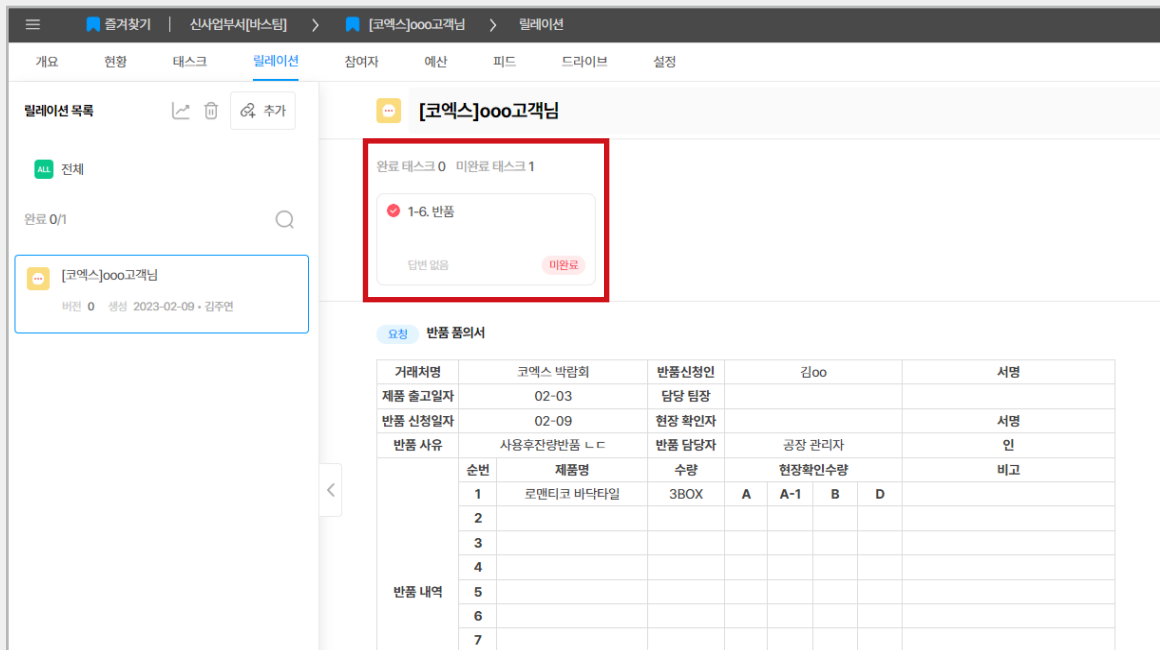 즐겨찾기 | 신사업부서[바스팀] > [코엑스]ooo고객님 > 릴레이션
개요 현황 태스크 릴레이션 참여자 예산 피드 드라이브 설정
릴레이션 목록 추가
ALL 전체
완료 0/1
[코엑스]ooo고객님
버전 0 생성 2023-02-09 • 김주연
[코엑스]ooo고객님
완료 태스크 0 미완료 태스크 1
1-6. 반품
답변 없음 미완료
요청 반품 품의서
거래처명 코엑스 박람회 반품신청인 김oo 서명
제품 출고일자 02-03 담당 팀장
반품 신청일자 02-09 현장 확인자 서명
반품 사유 사용후잔량반품 ㄴㄷ 반품 담당자 공장 관리자 인
순번 제품명 수량 현장확인수량 비고
1 로맨티코 바닥타일 3BOX A A-1 B D
2
3
4
반품 내역 5
6
7